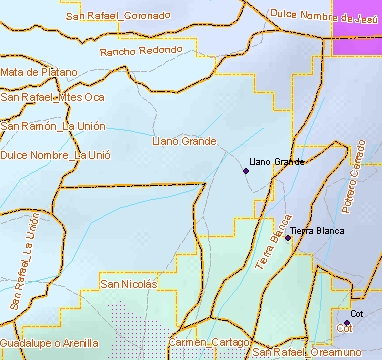 San Rafael_Coronado
Dulce Nombre de Jesú
Rancho Redondo
Mata de Platano
San Rafael_Mtes Oca
San Ramón_La Unión
Llano Grande
Dulce Nombre_La Unió
Llano Grande
Potrero Cerrado
San Rafael_La Unión
Tierra Blanca
Tierra Blanca
San Nicolás
Cot
Cot
Guadalupe o Arenilla
Carmen_Cartago
San Rafael_Oreamuno